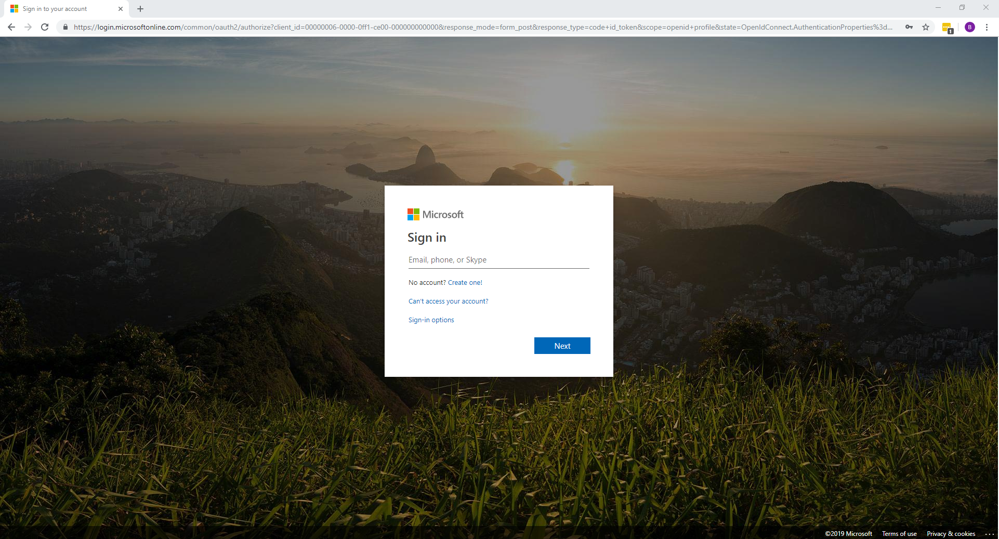 Sign in to your account
https://login.microsoftonline.com/common/oauth2/authorize?client_id=00000006-0000-0ff1-ce00-000000000000&response_mode=form_post&response_type=code+id_token&scope=openid+profile&state=OpenIdConnect.AuthenticationProperties%3d...
1
B
Microsoft
Sign in
Email, phone, or Skype
No account? Create one!
Can't access your account?
Sign-in options
Next
©2019 Microsoft Terms of use Privacy & cookies ...